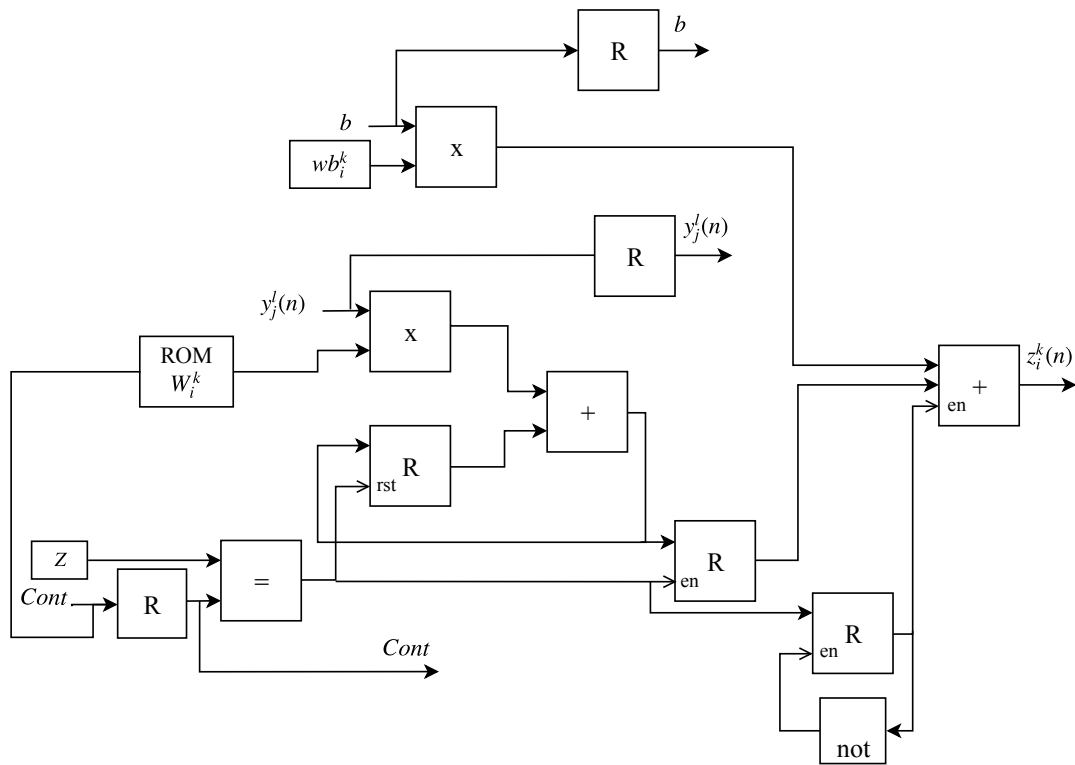 b
R
b
x
wb_i^k
R
y_j^l(n)
y_j^l(n)
x
ROM
W_i^k
z_i^k(n)
+
en
+
R
rst
Z
=
R
en
Cont
R
R
en
Cont
not